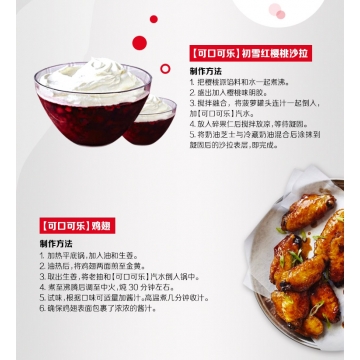 【可口可乐】初雪红樱桃沙拉
制作方法
1. 把樱桃派馅料和水一起煮沸。
2. 盛出加入樱桃味明胶。
3. 搅拌融合，将菠萝罐头连汁一起倒入，
加【可口可乐】汽水。
4. 放入碎果仁后搅拌放凉，等待凝固。
5. 将奶油芝士与冷藏奶油混合后涂抹到
凝固后的沙拉表层，即完成。
【可口可乐】鸡翅
制作方法
1. 加热平底锅，加入油和生姜。
2. 油热后，将鸡翅两面煎至金黄。
3. 取出生姜，将老抽和【可口可乐】汽水倒入锅中。
4. 煮至沸腾后调至中火，炖 30 分钟左右。
5. 试味，根据口味可适量加酱汁。高温煮几分钟收汁。
6. 确保鸡翅表面包裹了浓浓的酱汁。